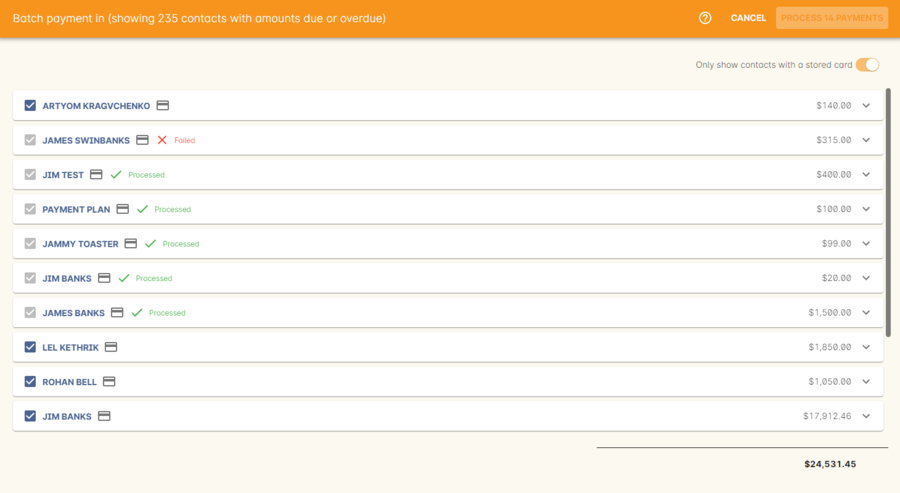 Batch payment in (showing 235 contacts with amounts due or overdue) CANCEL PROCESS 14 PAYMENTS
Only show contacts with a stored card
ARTYOM KRAGVCHENKO $140.00
JAMES SWINBANKS Failed $315.00
JIM TEST Processed $400.00
PAYMENT PLAN Processed $100.00
JAMMY TOASTER Processed $99.00
JIM BANKS Processed $20.00
JAMES BANKS Processed $1,500.00
LEL KETHRIK $1,850.00
ROHAN BELL $1,050.00
JIM BANKS $17,912.46
$24,531.45